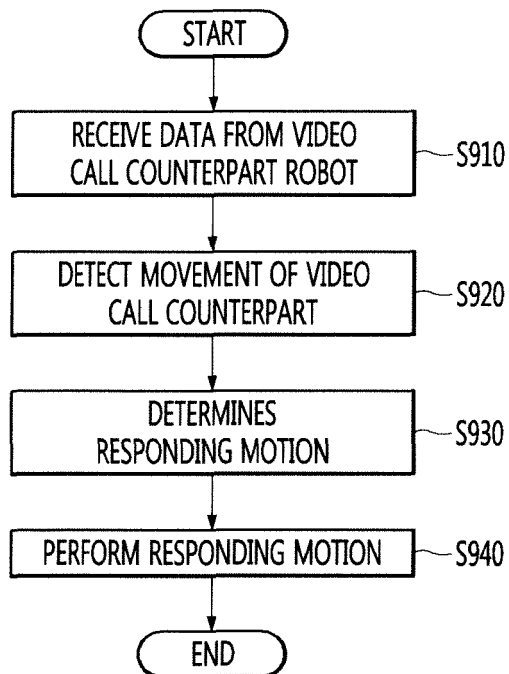 START
RECEIVE DATA FROM VIDEO
CALL COUNTERPART ROBOT
S910
DETECT MOVEMENT OF VIDEO
CALL COUNTERPART
S920
DETERMINES
RESPONDING MOTION
S930
PERFORM RESPONDING MOTION
S940
END